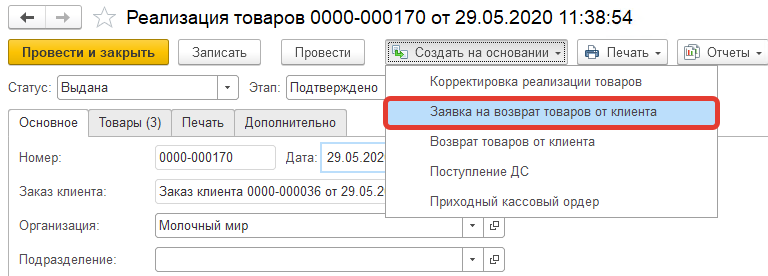 Реализация товаров 0000-000170 от 29.05.2020 11:38:54
Провести и закрыть Записать Провести Создать на основании Печать Отчеты
Статус: Выдана Этап: Подтверждено
Корректировка реализации товаров
Заявка на возврат товаров от клиента
Возврат товаров от клиента
Поступление ДС
Приходный кассовый ордер
Основное Товары (3) Печать Дополнительно
Номер: 0000-000170 Дата: 29.05.2020
Заказ клиента: Заказ клиента 0000-000036 от 29.05.2
Организация: Молочный мир
Подразделение: